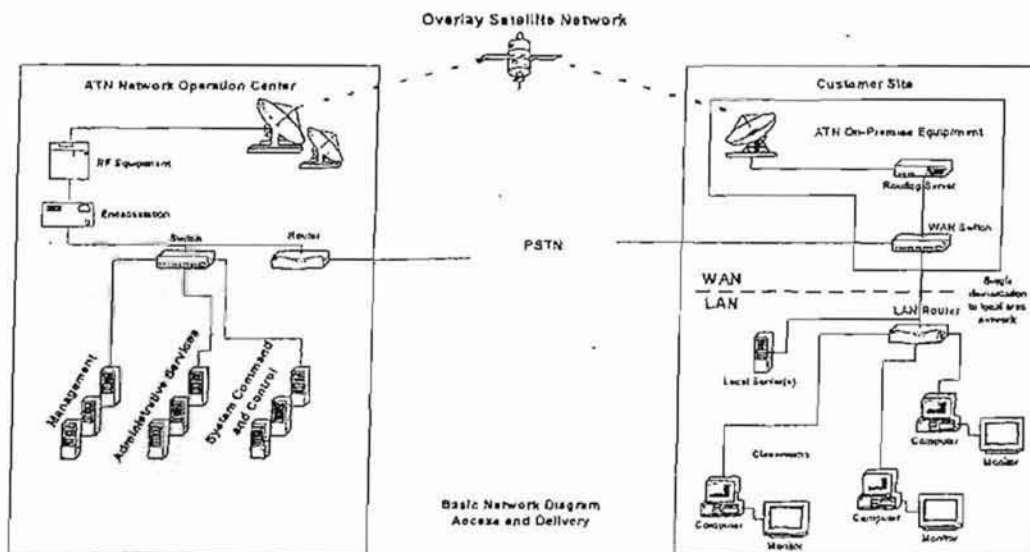 Overlay Satellite Network
ATN Network Operation Center
RF Equipment
Encapsulation
Switch
Router
Management
Administrative Services
System Command
and Control
PSTN
Basic Network Diagram
Access and Delivery
Customer Site
ATN On-Premise Equipment
Routing Server
WAN Switch
WAN
LAN
Single
demarcation
to local area
network
LAN Router
Local Server(s)
Classrooms
Computer
Monitor
Computer
Monitor
Computer
Monitor